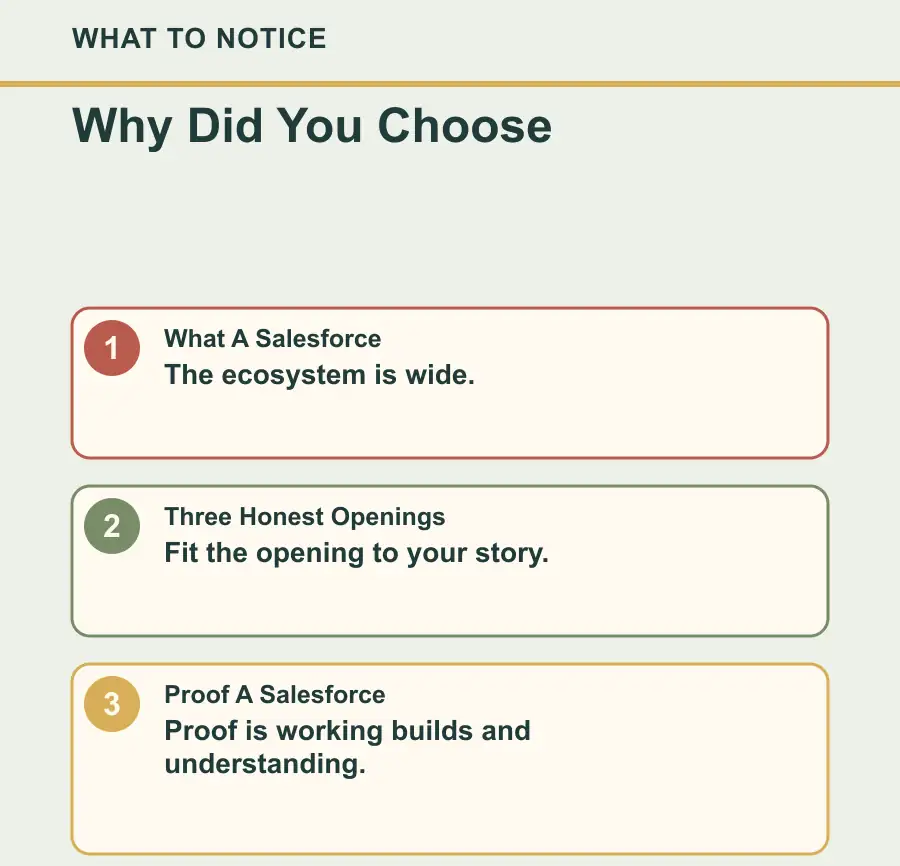 WHAT TO NOTICE
Why Did You Choose
1
What A Salesforce
The ecosystem is wide.
2
Three Honest Openings
Fit the opening to your story.
3
Proof A Salesforce
Proof is working builds and
understanding.